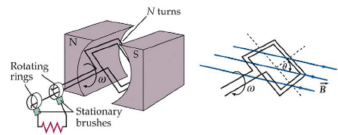 N turns
N
S
ω
Rotating
rings
Stationary
brushes
θ
ω
B⃗